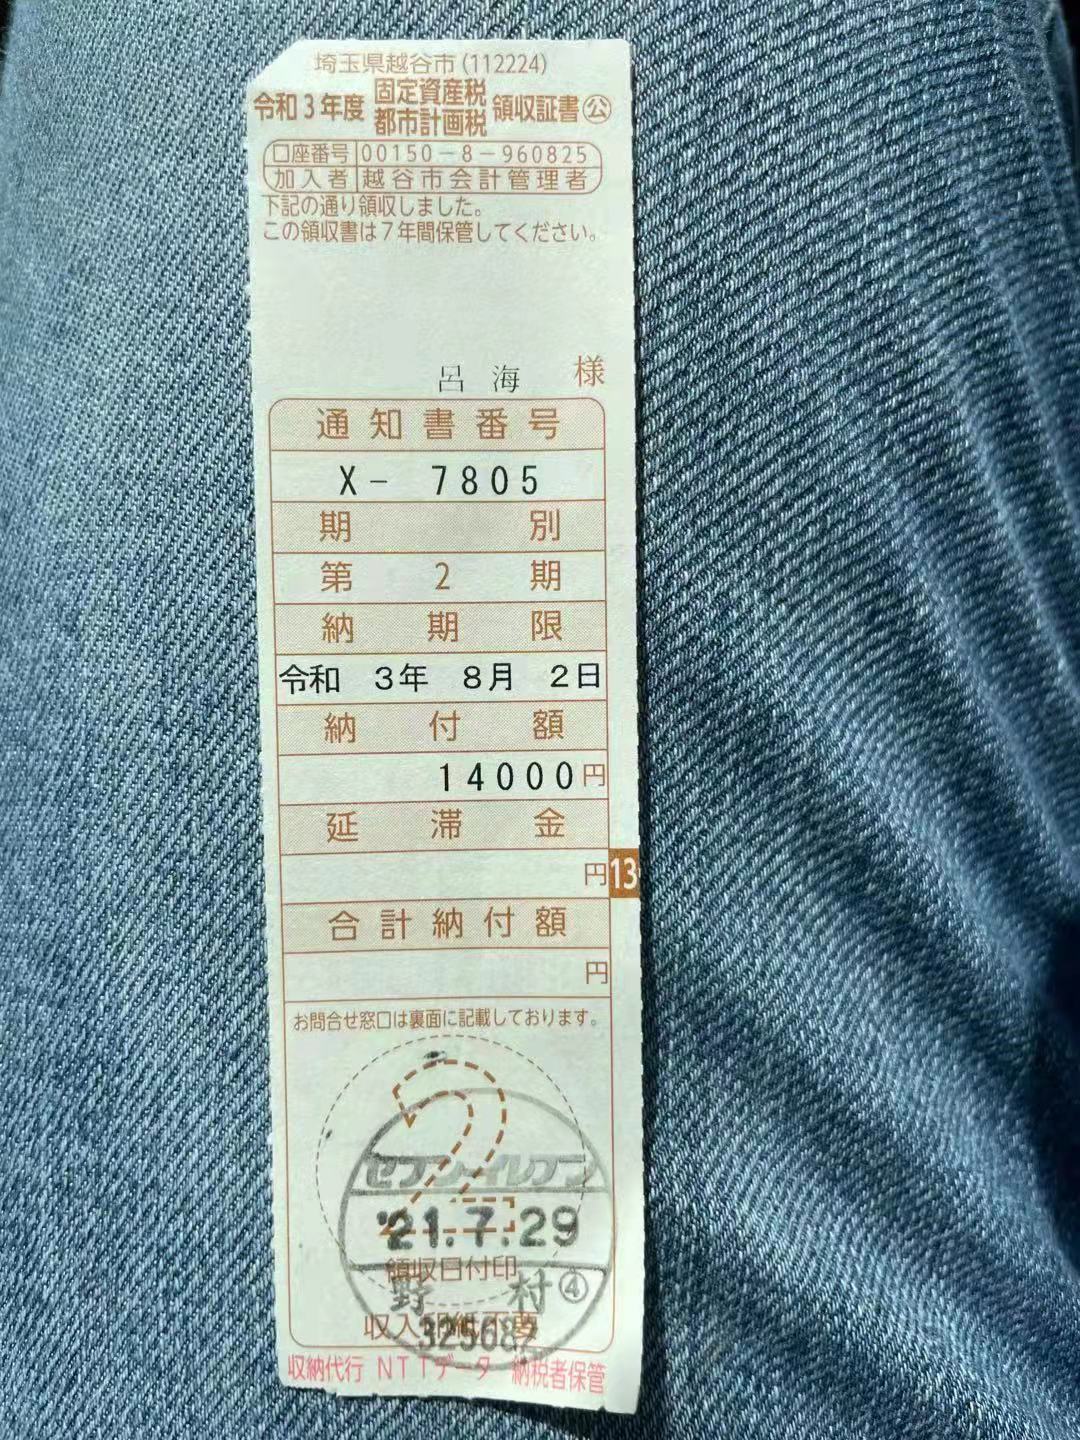 埼玉県越谷市(112224)
令和3年度 固定資産税 都市計画税 領収証書 公
口座番号 00150-8-960825
加入者 越谷市会計管理者
下記の通り領収しました。
この領収書は7年間保管してください。
呂 海 様
通知書番号
X- 7805
期別
第2期
納期限
令和 3年 8月 2日
納付額
14000円
延滞金
円
13
合計納付額
円
お問合せ窓口は裏面に記載しております。
セブン-イレブン
'21.7.29
領収日付印
野村 ④
収入印紙不要
収納代行 NTTデータ 納税者保管